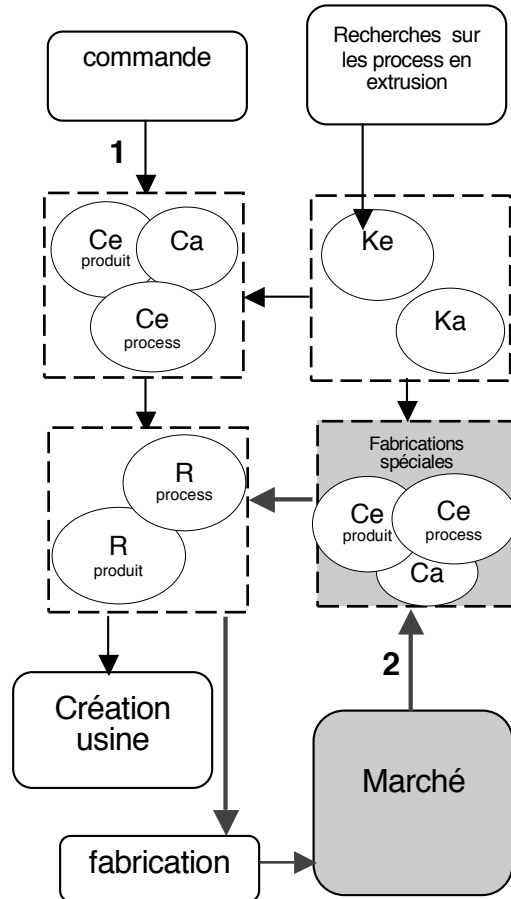 commande
Recherches sur
les process en
extrusion
1
Ce
produit
Ca
Ce
process
Ke
Ka
R
process
R
produit
Fabrications
spéciales
Ce
produit
Ce
process
Ca
2
Création
usine
Marché
fabrication